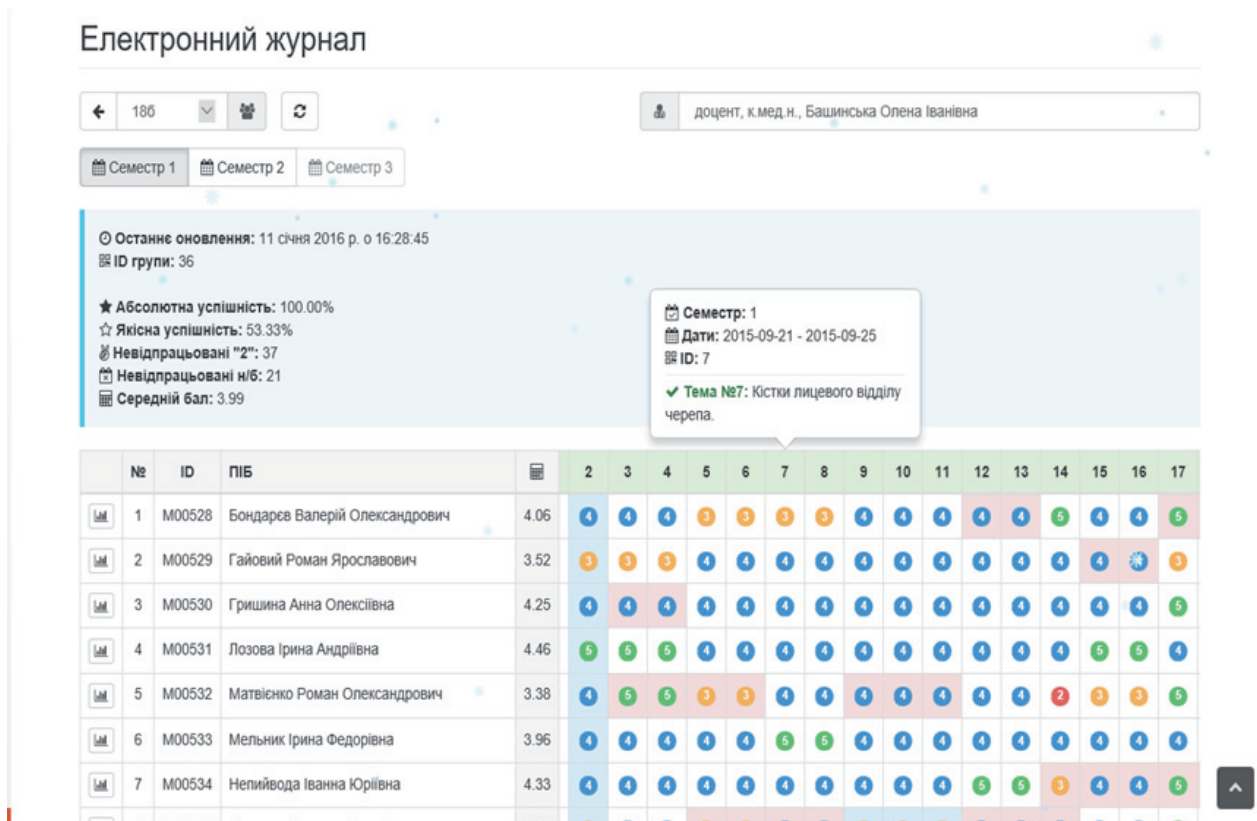 Електронний журнал
18б
доцент, к.мед.н., Башинська Олена Іванівна
Семестр 1 Семестр 2 Семестр 3
Останнє оновлення: 11 січня 2016 р. о 16:28:45
ID групи: 36
Абсолютна успішність: 100.00%
Якісна успішність: 53.33%
Невідпрацьовані "2": 37
Невідпрацьовані н/б: 21
Середній бал: 3.99
Семестр: 1
Дати: 2015-09-21 - 2015-09-25
ID: 7
Тема №7: Кістки лицевого відділу
черепа.
№ ID ПІБ 2 3 4 5 6 7 8 9 10 11 12 13 14 15 16 17
1 М00528 Бондарєв Валерій Олександрович 4.06 4 4 4 3 3 3 3 4 4 4 4 4 5 4 4 5
2 М00529 Гайовий Роман Ярославович 3.52 3 3 3 4 4 4 4 4 4 4 4 4 4 4 3
3 М00530 Гришина Анна Олексіївна 4.25 4 4 4 4 4 4 4 4 4 4 4 4 4 4 4 5
4 М00531 Лозова Ірина Андріївна 4.46 5 5 5 4 4 4 4 4 4 4 4 4 4 5 5 4
5 М00532 Матвієнко Роман Олександрович 3.38 4 5 5 3 3 4 4 4 4 4 4 4 2 3 3 5
6 М00533 Мельник Ірина Федорівна 3.96 4 4 4 4 4 5 5 4 4 4 4 4 4 4 4 4
7 М00534 Непийвода Іванна Юріївна 4.33 4 4 4 4 4 4 4 4 4 4 5 5 3 4 4 5